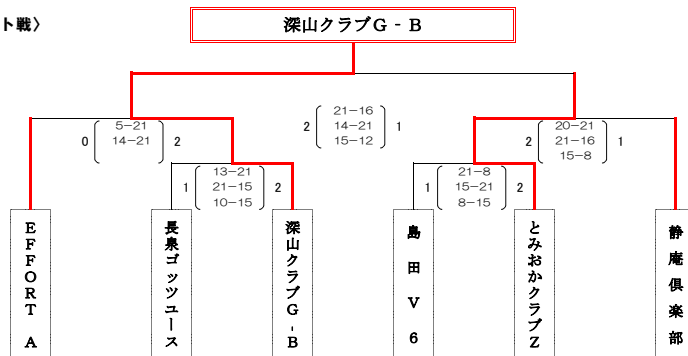 ト戦〉
深山クラブG-B
2 21-16 1
14-21
15-12
0 5-21 2
14-21
2 20-21 1
21-16
15-8
1 13-21 2
21-15
10-15
1 21-8 2
15-21
8-15
EFFORT A
長泉ゴッツユース
深山クラブG-B
島田V6
とみおかクラブZ
静庵倶楽部